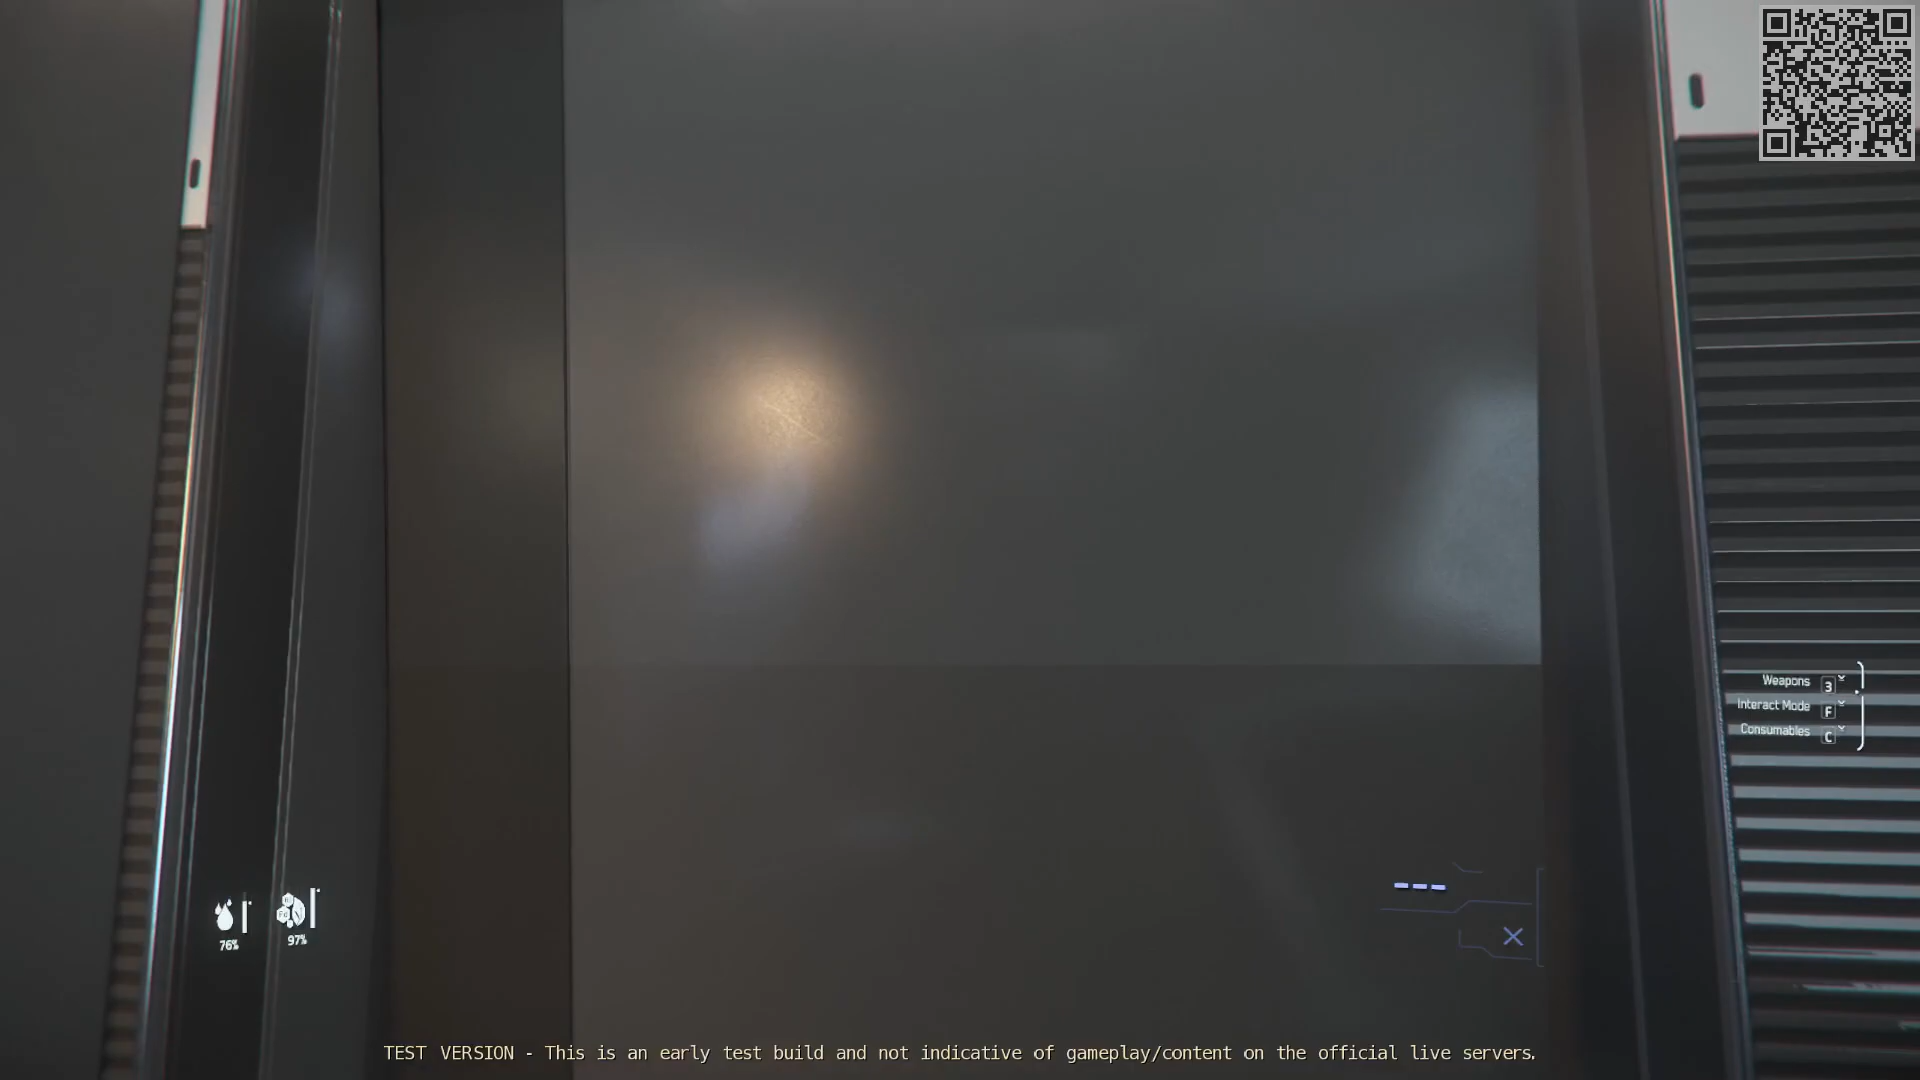 Weapons 3
Interact Mode F
Consumables C
76% 97%
TEST VERSION - This is an early test build and not indicative of gameplay/content on the official live servers.